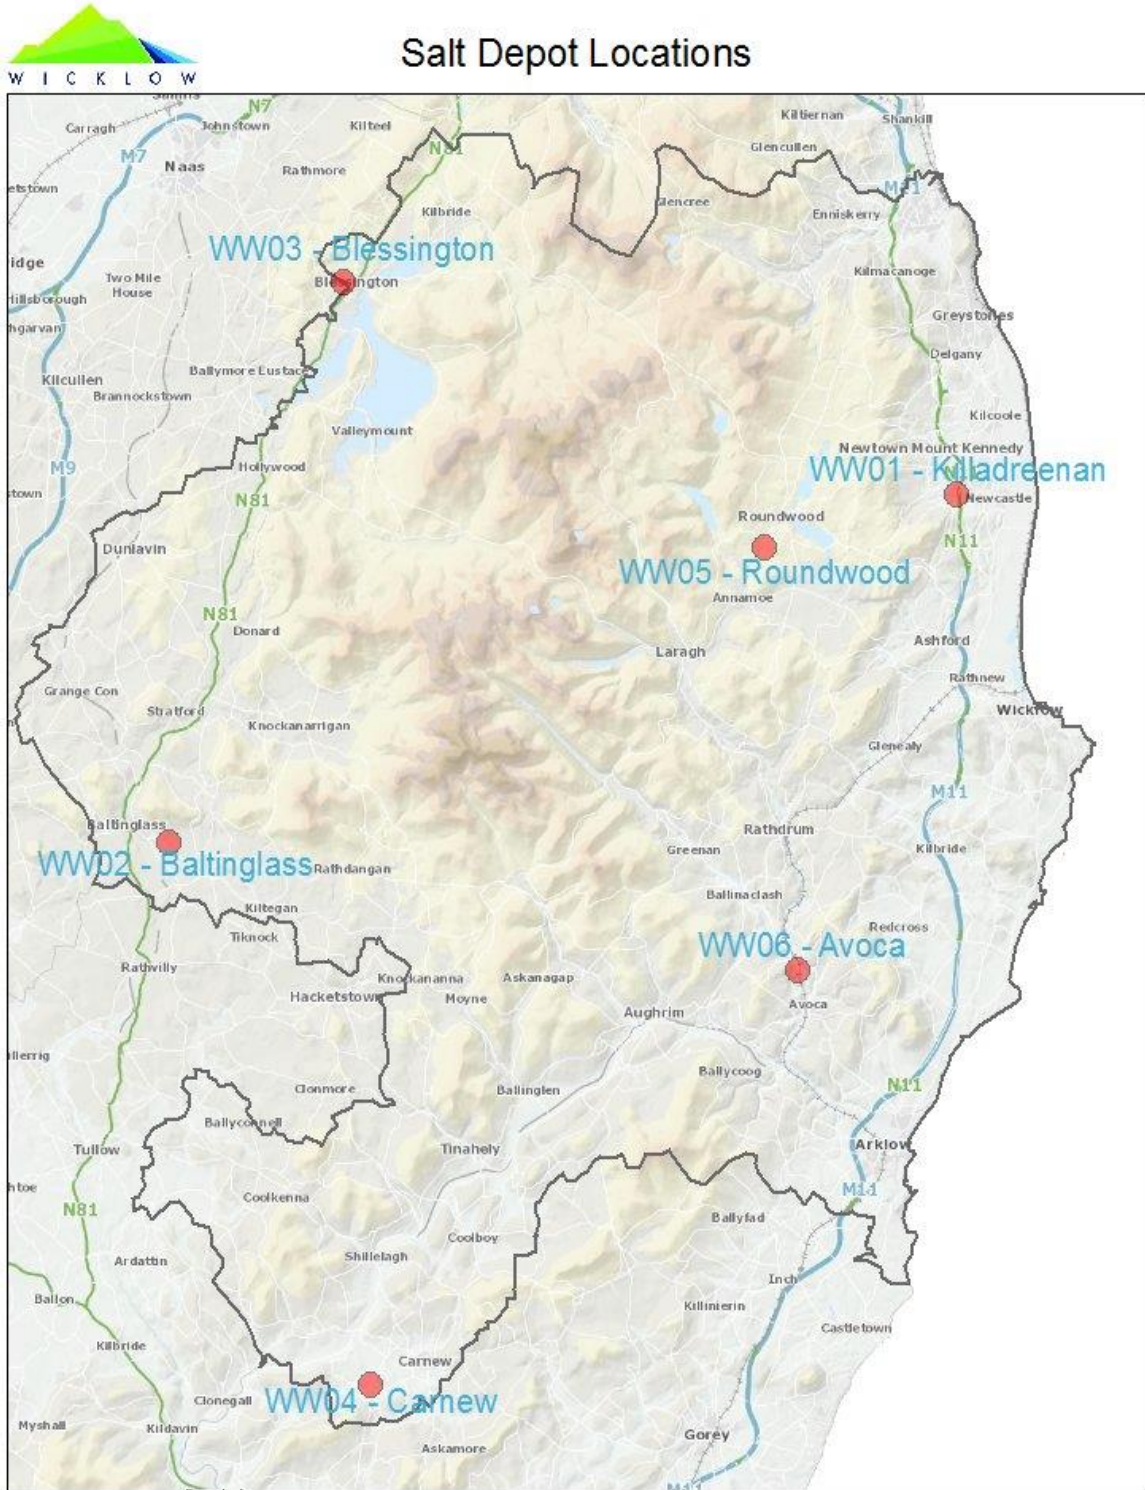 WICKLOW
Salt Depot Locations
N7
Carragh
Johnstown
Kilteel
Kiltiernan
Shankill
M7
N81
Glencullen
Naas
Rathmore
etstown
M11
Glencree
Kilbride
Enniskerry
WW03 - Blessington
idge
Two Mile
House
Blessington
Kilmacanoge
Hillsborough
Greystones
hgarvan
Delgany
Ballymore Eustace
Kilcullen
Brannockstown
Kilcoole
Valleymount
Newtown Mount Kennedy
M9
Hollywood
WW01 - Killadreenan
stown
N81
Newcastle
Roundwood
N11
Dunlavin
WW05 - Roundwood
Annamoe
N81
Donard
Ashford
Laragh
Rathnew
Grange Con
Stratford
Wicklow
Knockanarrigan
Glenealy
M11
Baltinglass
Rathdrum
Greenan
Kilbride
WW02 - Baltinglass
Rathdangan
Ballinaclash
Kiltegan
Redcross
Tiknock
WW06 - Avoca
Rathvilly
Knockananna
Askanagap
Hacketstown
Moyne
Avoca
Aughrim
llerrig
Ballycoog
Clonmore
Ballinglen
N11
Ballyconnell
Tullow
Tinahely
Arklow
htoe
Coolkenna
M11
N81
Ballyfad
Coolboy
Ardattin
Shillelagh
Inch
Ballon
Killinierin
Castletown
Kilbride
Carnew
Clonegall
WW04 - Carnew
Myshall
Kildavin
Gorey
Askamore
M11